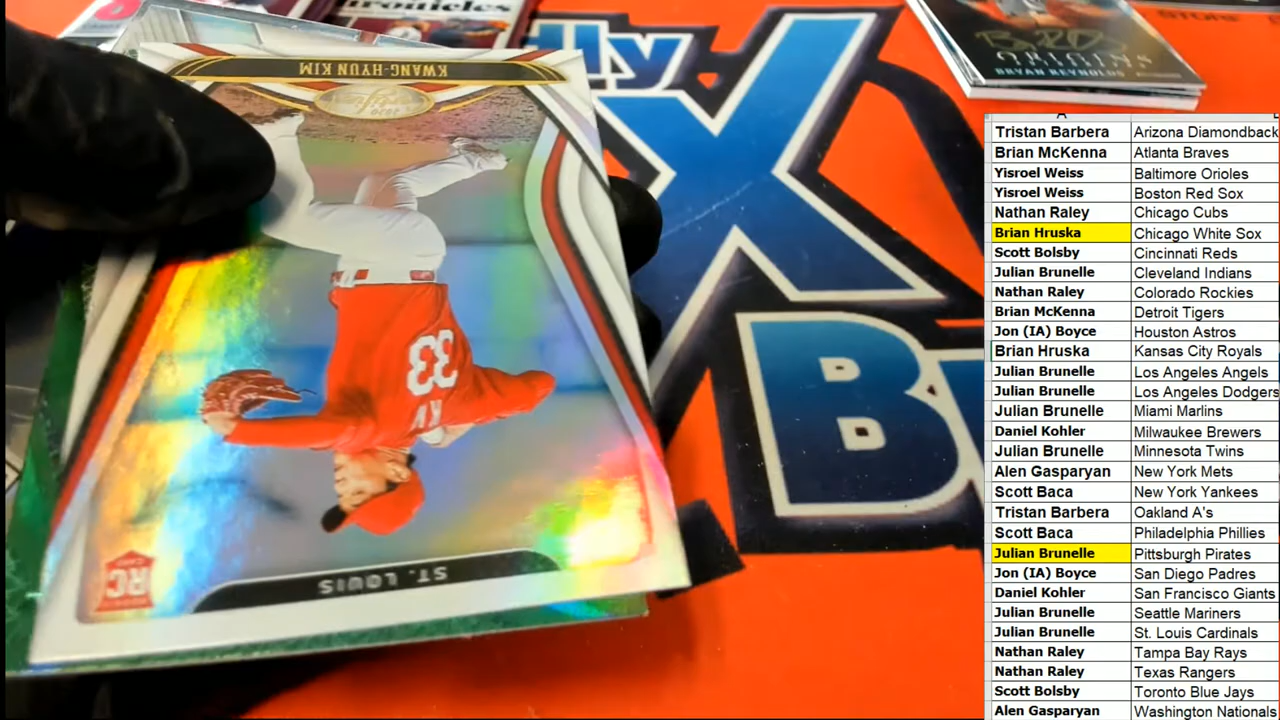 hronicles
KWANG-HYUN KIM
2020
33
ST. LOUIS
RC
lly
X
B
ORIGINS
BRYAN REYNOLDS
A
Tristan Barbera Arizona Diamondback
Brian McKenna Atlanta Braves
Yisroel Weiss Baltimore Orioles
Yisroel Weiss Boston Red Sox
Nathan Raley Chicago Cubs
Brian Hruska Chicago White Sox
Scott Bolsby Cincinnati Reds
Julian Brunelle Cleveland Indians
Nathan Raley Colorado Rockies
Brian McKenna Detroit Tigers
Jon (IA) Boyce Houston Astros
Brian Hruska Kansas City Royals
Julian Brunelle Los Angeles Angels
Julian Brunelle Los Angeles Dodgers
Julian Brunelle Miami Marlins
Daniel Kohler Milwaukee Brewers
Julian Brunelle Minnesota Twins
Alen Gasparyan New York Mets
Scott Baca New York Yankees
Tristan Barbera Oakland A's
Scott Baca Philadelphia Phillies
Julian Brunelle Pittsburgh Pirates
Jon (IA) Boyce San Diego Padres
Daniel Kohler San Francisco Giants
Julian Brunelle Seattle Mariners
Julian Brunelle St. Louis Cardinals
Nathan Raley Tampa Bay Rays
Nathan Raley Texas Rangers
Scott Bolsby Toronto Blue Jays
Alen Gasparyan Washington Nationals